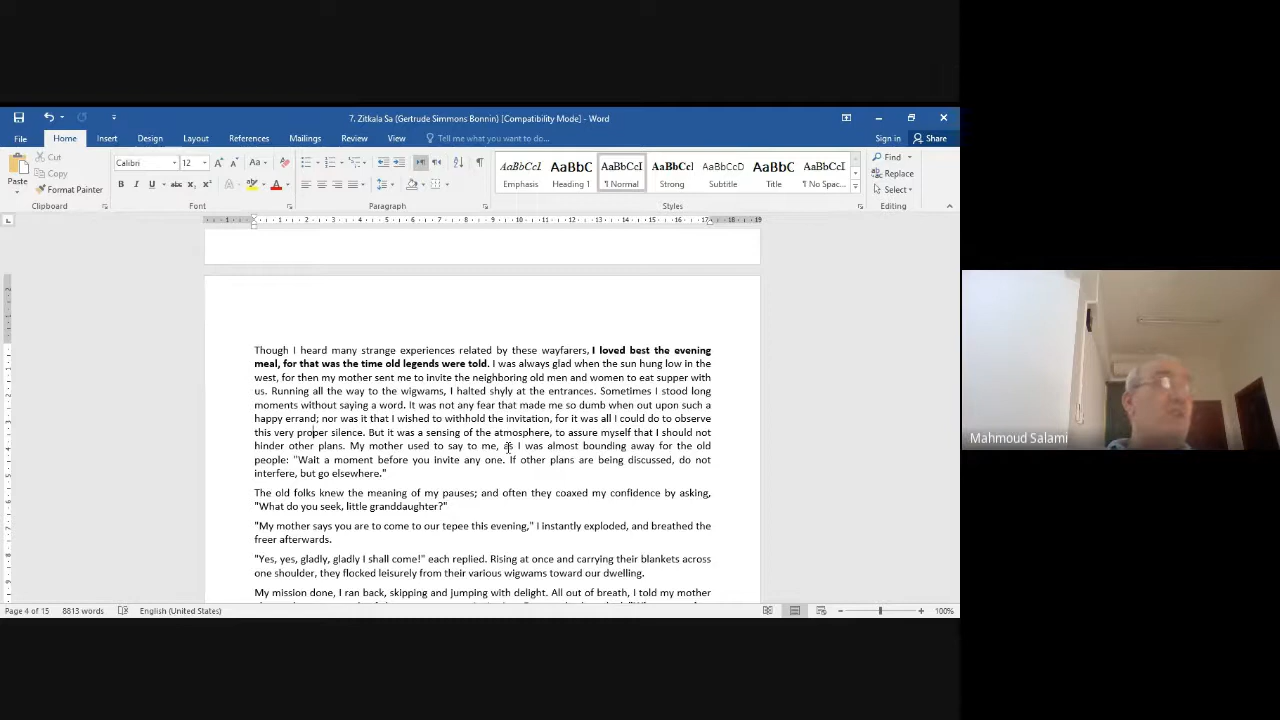 7. Zitkala Sa (Gertrude Simmons Bonnin) [Compatibility Mode] - Word
File Home Insert Design Layout References Mailings Review View Tell me what you want to do... Sign in Share
Paste
Cut
Copy
Format Painter
Clipboard
Calibri 12
Font
Paragraph
AaBbCcI AaBbC AaBbCcI AaBbCcI AaBbCcD AaBbC AaBbCcI
Emphasis Heading 1 ¶ Normal Strong Subtitle Title ¶ No Spac...
Styles
Find
Replace
Select
Editing
Though I heard many strange experiences related by these wayfarers, I loved best the evening
meal, for that was the time old legends were told. I was always glad when the sun hung low in the
west, for then my mother sent me to invite the neighboring old men and women to eat supper with
us. Running all the way to the wigwams, I halted shyly at the entrances. Sometimes I stood long
moments without saying a word. It was not any fear that made me so dumb when out upon such a
happy errand; nor was it that I wished to withhold the invitation, for it was all I could do to observe
this very proper silence. But it was a sensing of the atmosphere, to assure myself that I should not
hinder other plans. My mother used to say to me, as I was almost bounding away for the old
people: "Wait a moment before you invite any one. If other plans are being discussed, do not
interfere, but go elsewhere."
The old folks knew the meaning of my pauses; and often they coaxed my confidence by asking,
"What do you seek, little granddaughter?"
"My mother says you are to come to our tepee this evening," I instantly exploded, and breathed the
freer afterwards.
"Yes, yes, gladly, gladly I shall come!" each replied. Rising at once and carrying their blankets across
one shoulder, they flocked leisurely from their various wigwams toward our dwelling.
My mission done, I ran back, skipping and jumping with delight. All out of breath, I told my mother
Page 4 of 15 8813 words English (United States) 100%
Mahmoud Salami